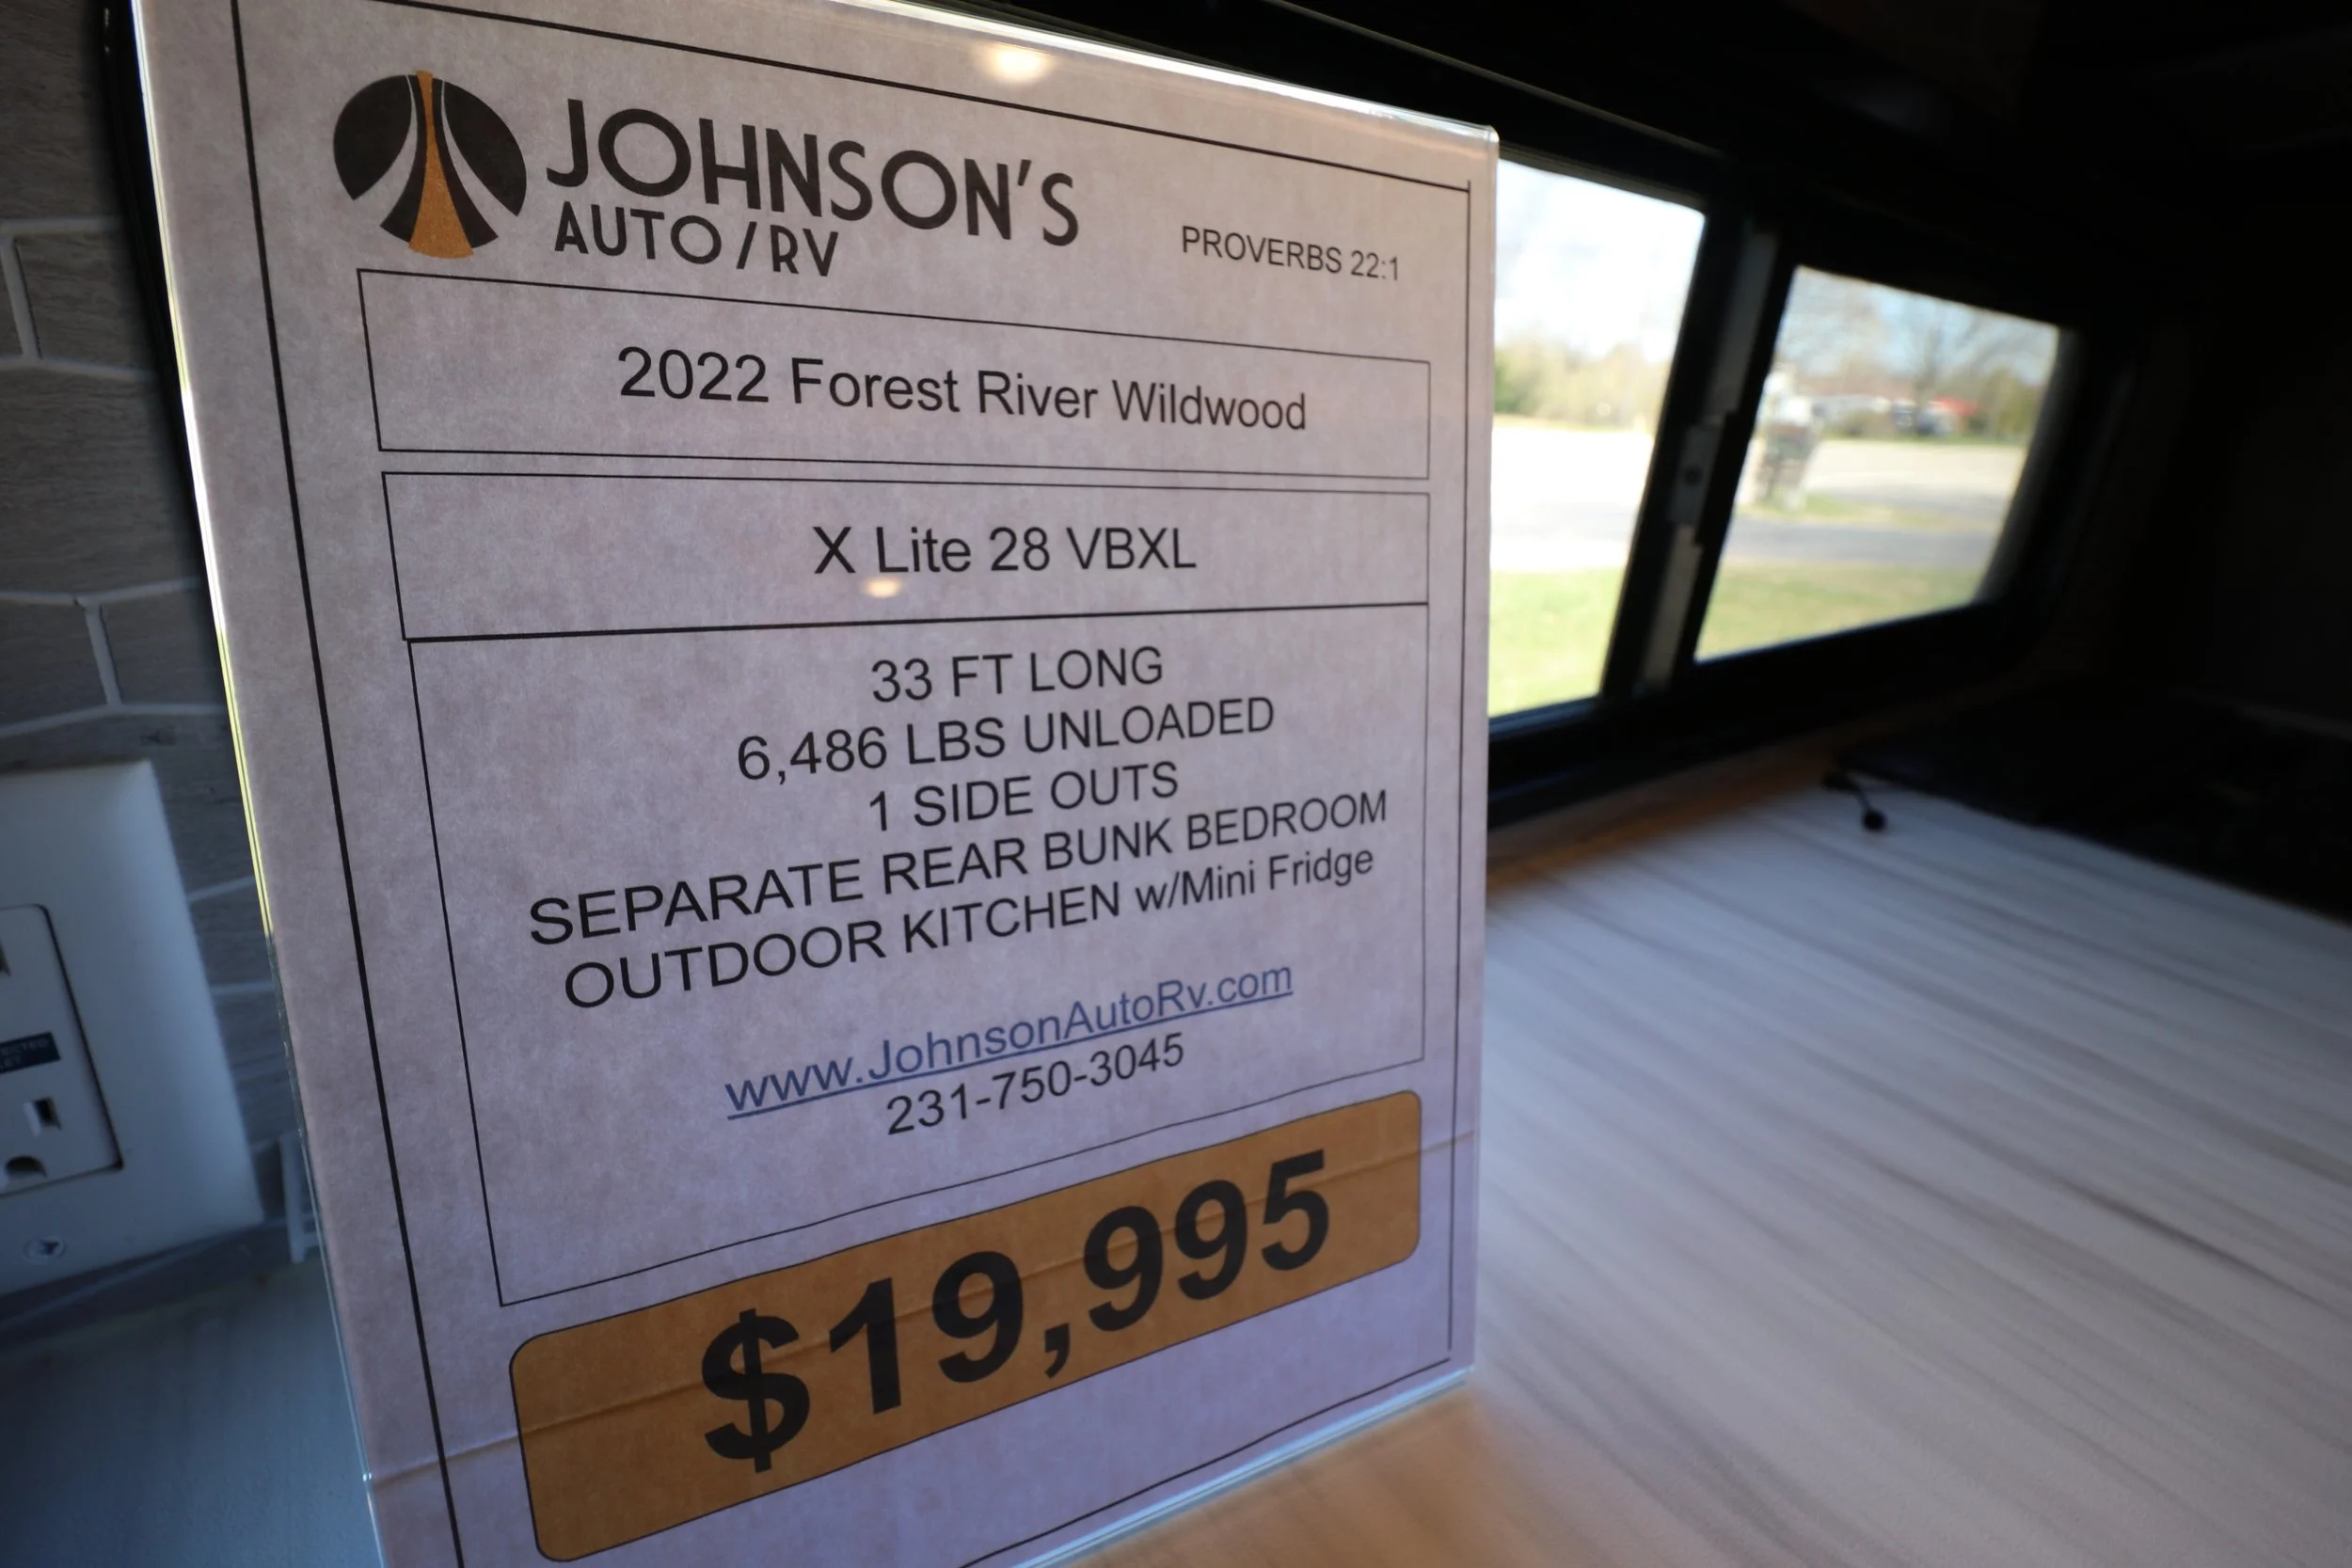 JOHNSON'S
AUTO / RV
PROVERBS 22:1
2022 Forest River Wildwood
X Lite 28 VBXL
33 FT LONG
6,486 LBS UNLOADED
1 SIDE OUTS
SEPARATE REAR BUNK BEDROOM
OUTDOOR KITCHEN w/Mini Fridge
www.JohnsonAutoRv.com
231-750-3045
$19,995